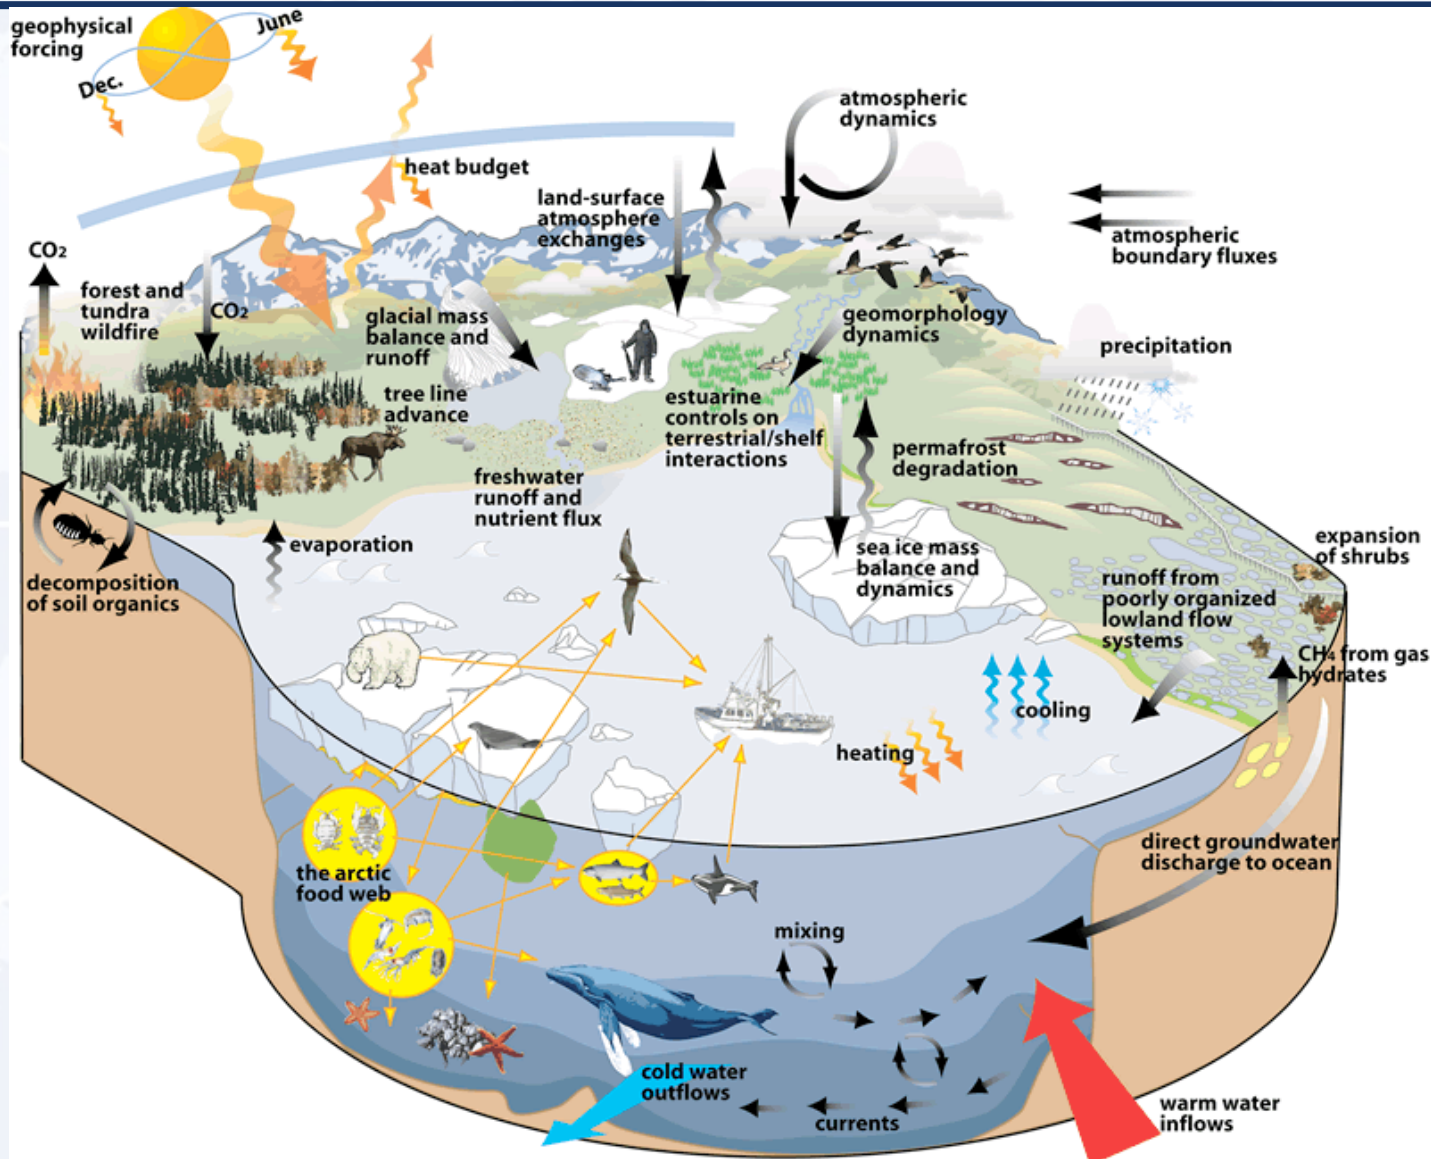 geophysical
forcing
June
Dec.
heat budget
atmospheric
dynamics
land-surface
atmosphere
exchanges
atmospheric
boundary fluxes
CO₂
forest and
tundra
wildfire
CO₂
glacial mass
balance and
runoff
geomorphology
dynamics
precipitation
tree line
advance
estuarine
controls on
terrestrial/shelf
interactions
permafrost
degradation
freshwater
runoff and
nutrient flux
evaporation
decomposition
of soil organics
sea ice mass
balance and
dynamics
expansion
of shrubs
runoff from
poorly organized
lowland flow
systems
CH₄ from gas
hydrates
cooling
heating
direct groundwater
discharge to ocean
the arctic
food web
mixing
cold water
outflows
currents
warm water
inflows